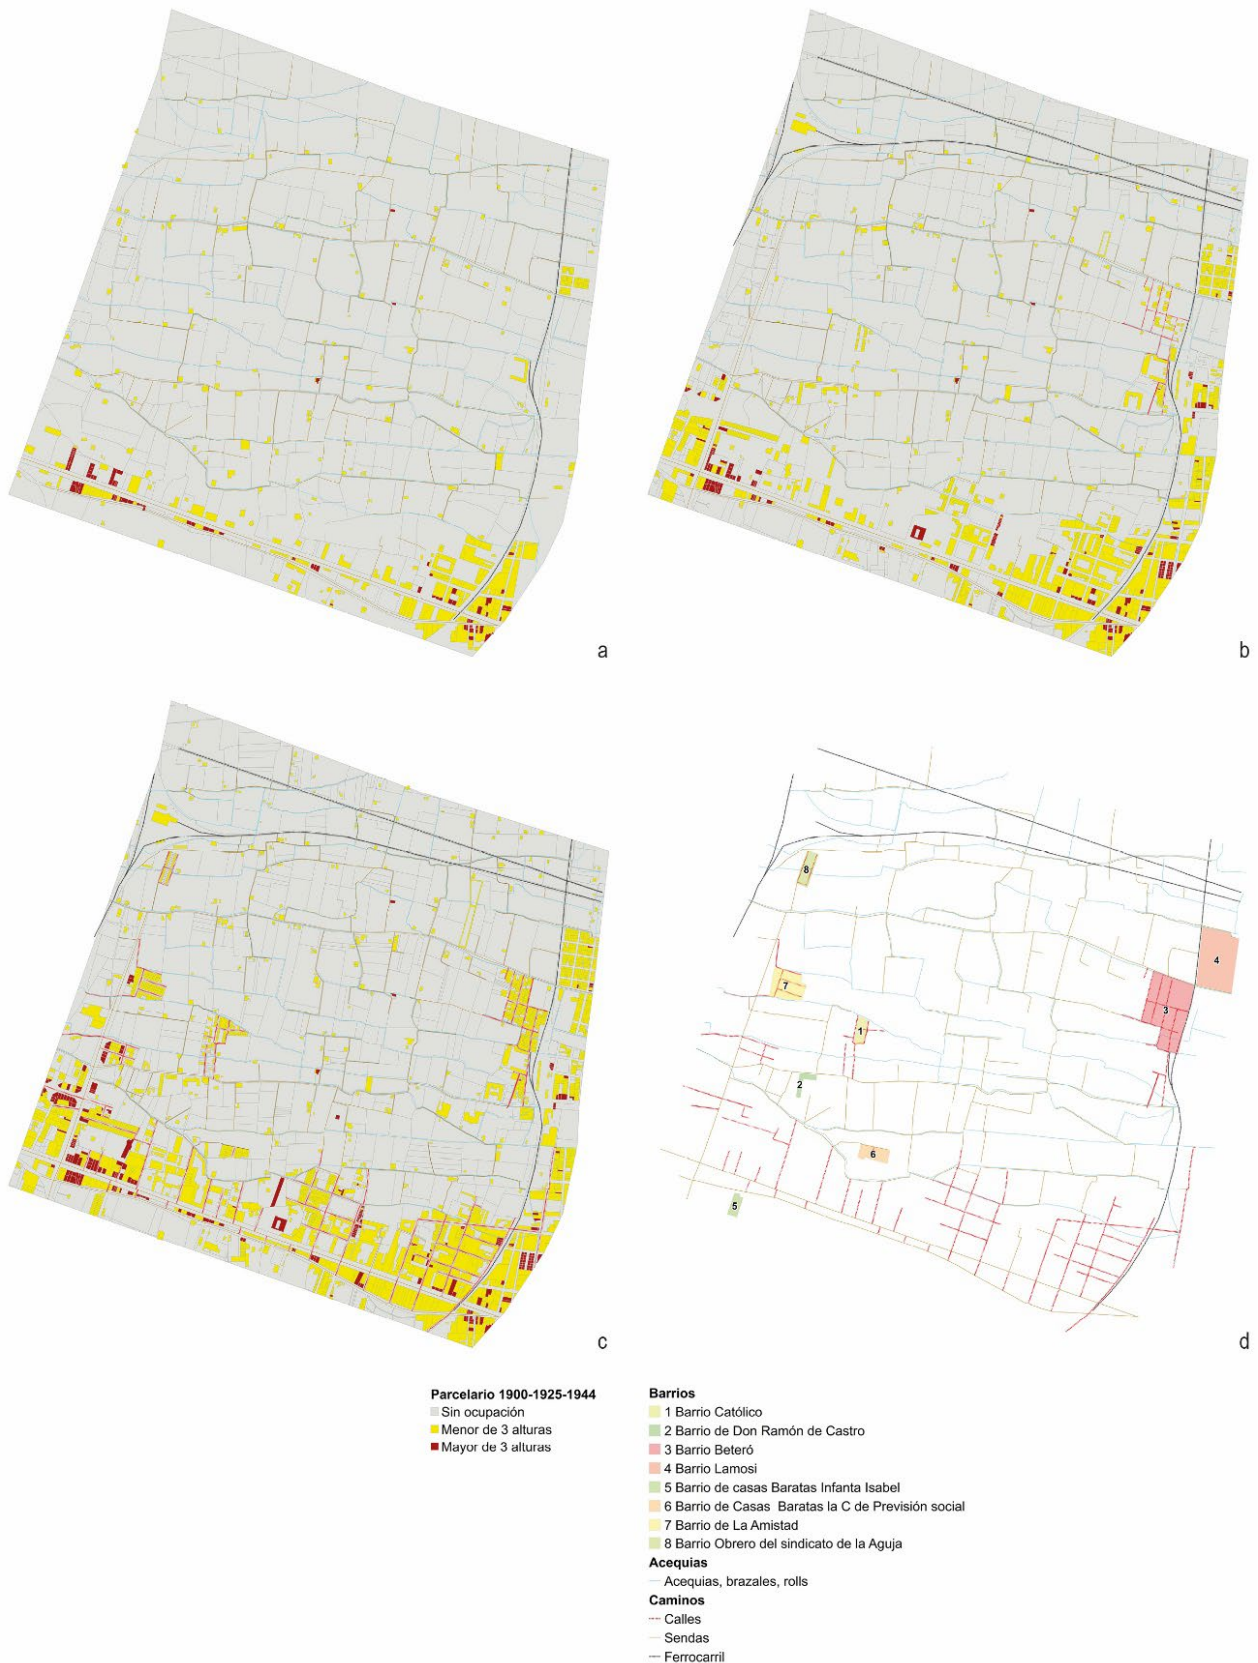 a
b
8
4
7
3
1
2
6
5
c
d
Parcelario 1900-1925-1944
Sin ocupación
Menor de 3 alturas
Mayor de 3 alturas
Barrios
1 Barrio Católico
2 Barrio de Don Ramón de Castro
3 Barrio Beteró
4 Barrio Lamosi
5 Barrio de casas Baratas Infanta Isabel
6 Barrio de Casas Baratas la C de Previsión social
7 Barrio de La Amistad
8 Barrio Obrero del sindicato de la Aguja
Acequias
Acequias, brazales, rolls
Caminos
Calles
Sendas
Ferrocarril